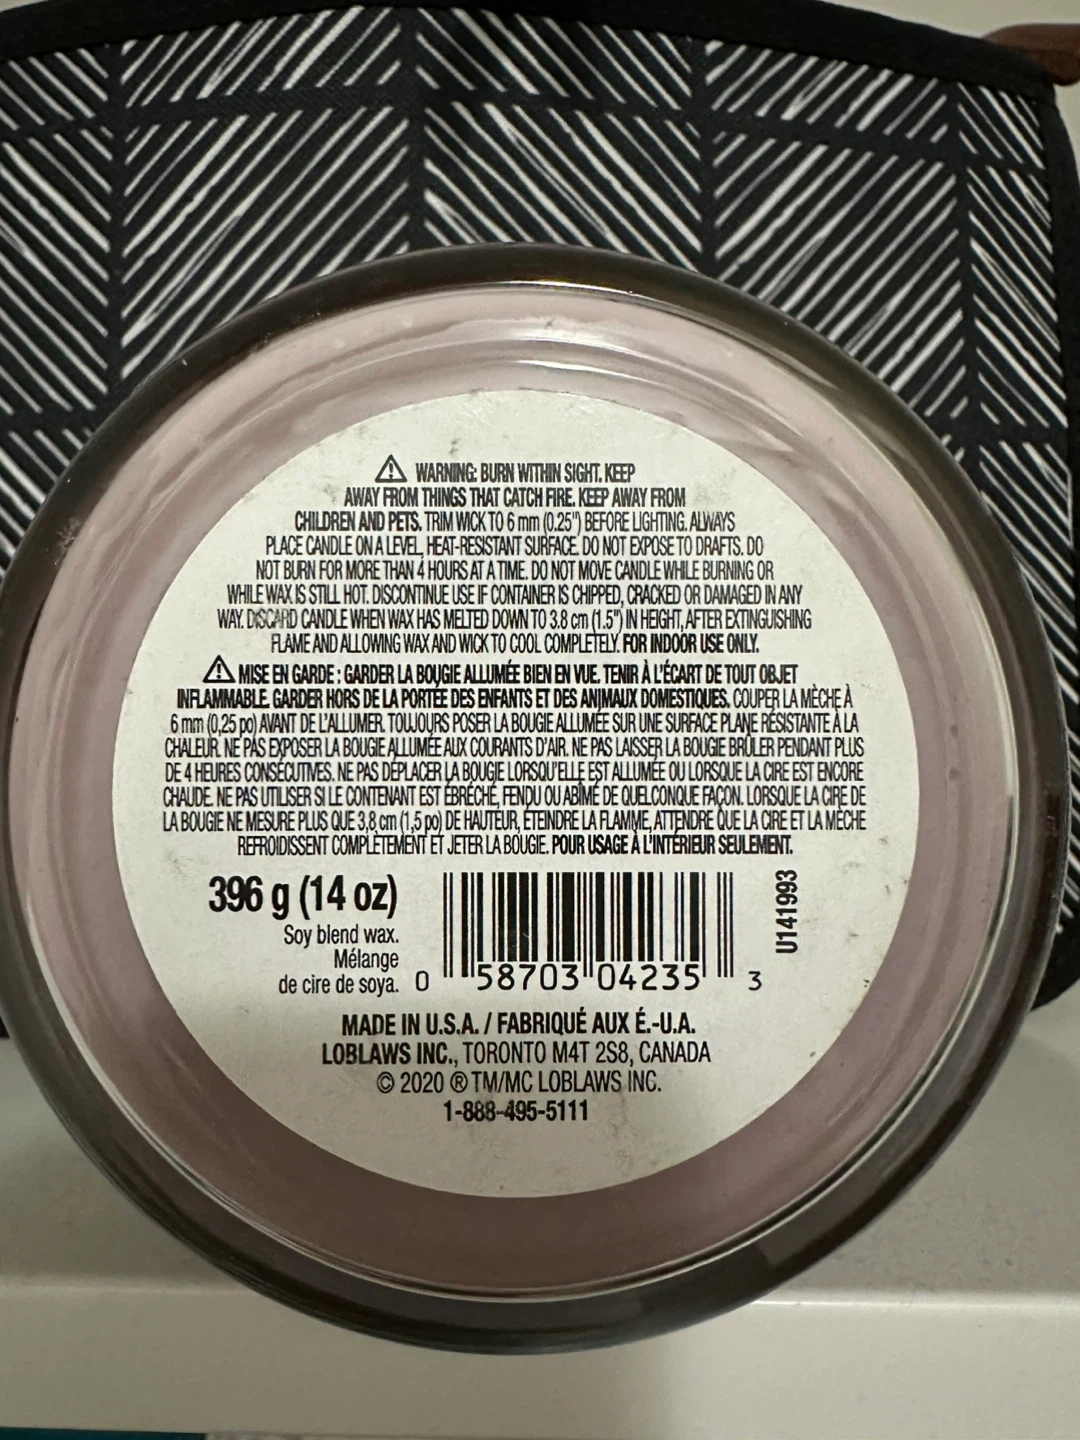 ⚠ WARNING: BURN WITHIN SIGHT. KEEP
AWAY FROM THINGS THAT CATCH FIRE. KEEP AWAY FROM
CHILDREN AND PETS. TRIM WICK TO 6 mm (0.25") BEFORE LIGHTING. ALWAYS
PLACE CANDLE ON A LEVEL, HEAT-RESISTANT SURFACE. DO NOT EXPOSE TO DRAFTS. DO
NOT BURN FOR MORE THAN 4 HOURS AT A TIME. DO NOT MOVE CANDLE WHILE BURNING OR
WHILE WAX IS STILL HOT. DISCONTINUE USE IF CONTAINER IS CHIPPED, CRACKED OR DAMAGED IN ANY
WAY. DISCARD CANDLE WHEN WAX HAS MELTED DOWN TO 3.8 cm (1.5") IN HEIGHT, AFTER EXTINGUISHING
FLAME AND ALLOWING WAX AND WICK TO COOL COMPLETELY. FOR INDOOR USE ONLY.
⚠ MISE EN GARDE : GARDER LA BOUGIE ALLUMÉE BIEN EN VUE. TENIR À L'ÉCART DE TOUT OBJET
INFLAMMABLE. GARDER HORS DE LA PORTÉE DES ENFANTS ET DES ANIMAUX DOMESTIQUES. COUPER LA MÈCHE À
6 mm (0,25 po) AVANT DE L'ALLUMER. TOUJOURS POSER LA BOUGIE ALLUMÉE SUR UNE SURFACE PLANE RÉSISTANTE À LA
CHALEUR. NE PAS EXPOSER LA BOUGIE ALLUMÉE AUX COURANTS D'AIR. NE PAS LAISSER LA BOUGIE BRÛLER PENDANT PLUS
DE 4 HEURES CONSÉCUTIVES. NE PAS DÉPLACER LA BOUGIE LORSQU'ELLE EST ALLUMÉE OU LORSQUE LA CIRE EST ENCORE
CHAUDE. NE PAS UTILISER SI LE CONTENANT EST ÉBRÉCHÉ, FENDU OU ABÎMÉ DE QUELCONQUE FAÇON. LORSQUE LA CIRE DE
LA BOUGIE NE MESURE PLUS QUE 3,8 cm (1,5 po) DE HAUTEUR, ÉTEINDRE LA FLAMME, ATTENDRE QUE LA CIRE ET LA MÈCHE
REFROIDISSENT COMPLÈTEMENT ET JETER LA BOUGIE. POUR USAGE À L'INTÉRIEUR SEULEMENT.
396 g (14 oz)
Soy blend wax.
Mélange
de cire de soya.
0 58703 04235 3
U141993
MADE IN U.S.A. / FABRIQUÉ AUX É.-U.A.
LOBLAWS INC., TORONTO M4T 2S8, CANADA
© 2020 ® TM/MC LOBLAWS INC.
1-888-495-5111